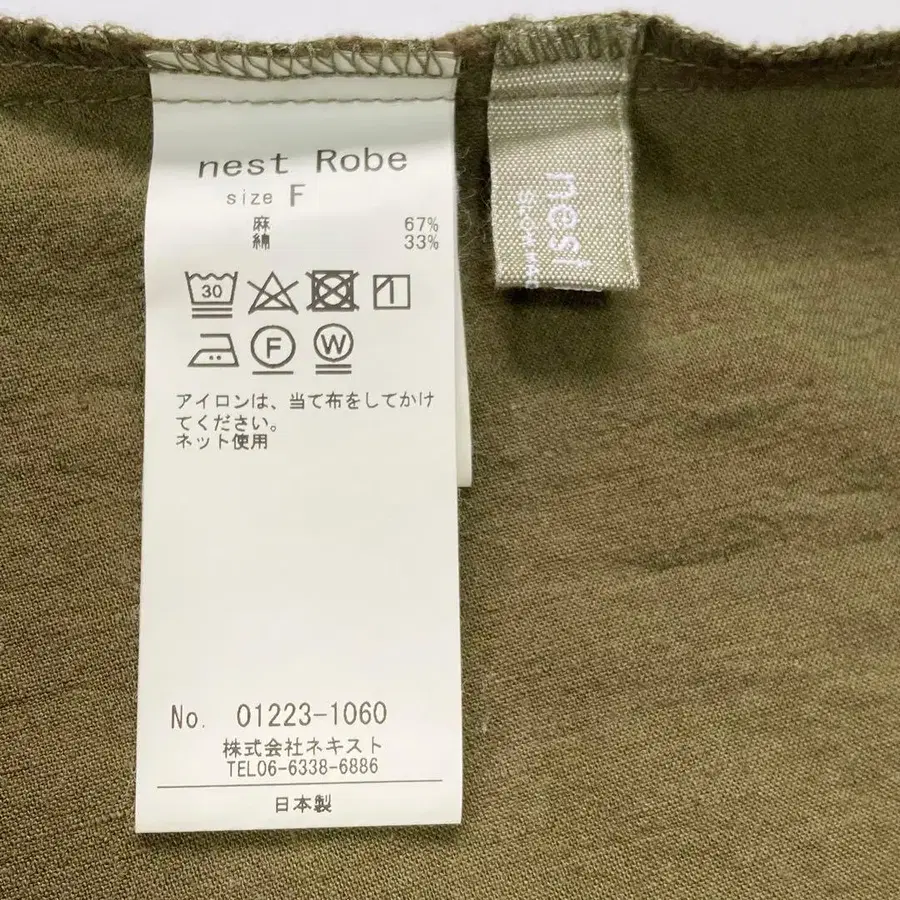 nest Robe
size F
麻 67%
綿 33%
30
F
W
アイロンは、当て布をしてかけ
てください。
ネット使用
No. 01223-1060
株式会社ネキスト
TEL06-6338-6886
日本製
nest